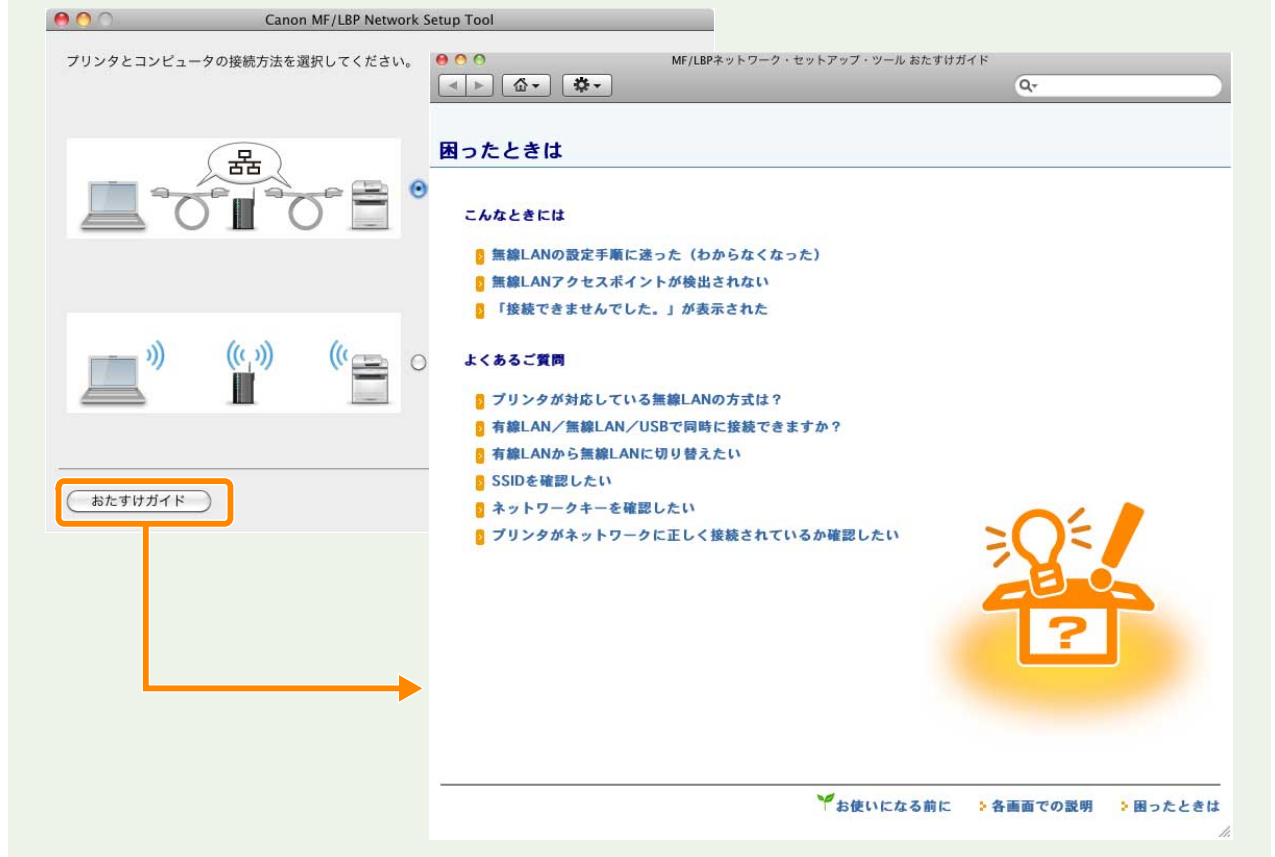 Canon MF/LBP Network Setup Tool
プリンタとコンピュータの接続方法を選択してください。
おたすけガイド
MF/LBPネットワーク・セットアップ・ツール おたすけガイド
困ったときは
こんなときには
無線LANの設定手順に迷った（わからなくなった）
無線LANアクセスポイントが検出されない
「接続できませんでした。」が表示された
よくあるご質問
プリンタが対応している無線LANの方式は？
有線LAN／無線LAN／USBで同時に接続できますか？
有線LANから無線LANに切り替えたい
SSIDを確認したい
ネットワークキーを確認したい
プリンタがネットワークに正しく接続されているか確認したい
?
お使いになる前に 各画面での説明 困ったときは